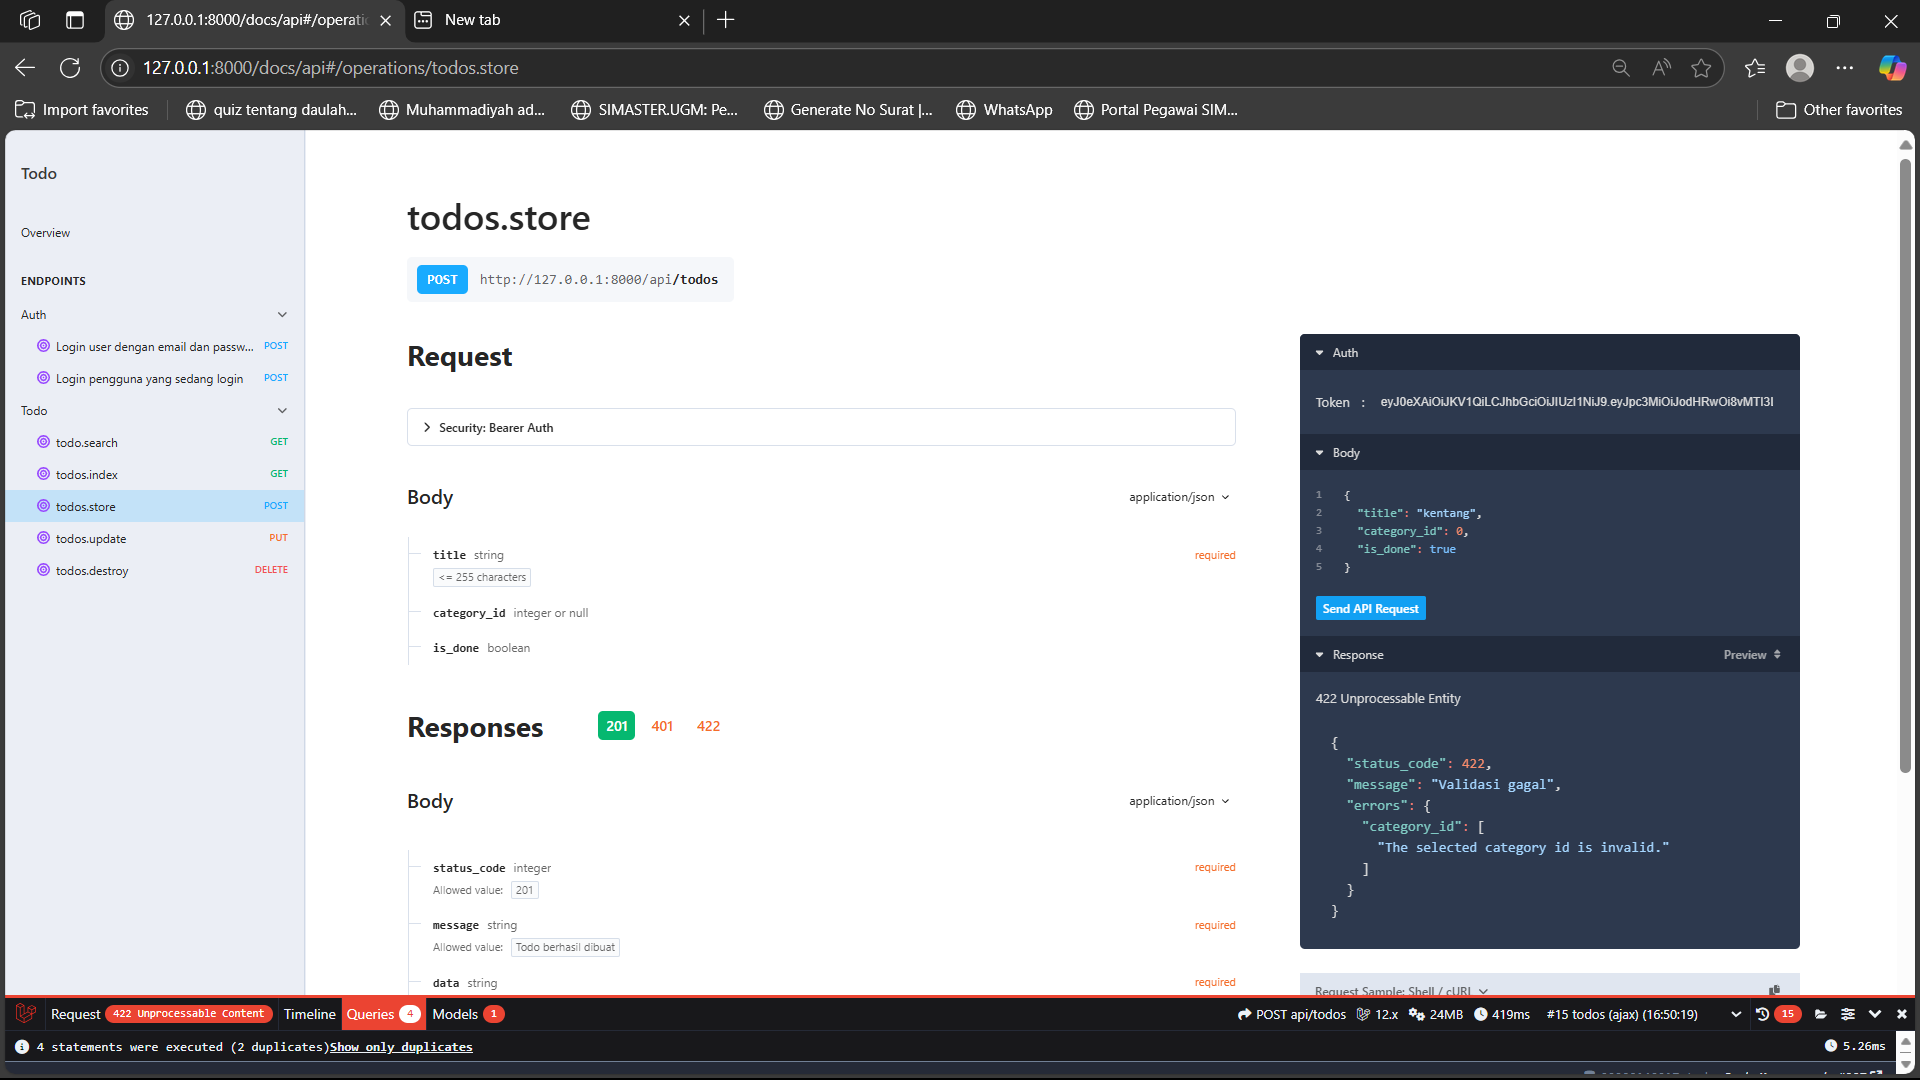 127.0.0.1:8000/docs/api#/operatio
New tab
127.0.0.1:8000/docs/api#/operations/todos.store
Import favorites
quiz tentang daulah...
Muhammadiyah ad...
SIMASTER.UGM: Pe...
Generate No Surat |...
WhatsApp
Portal Pegawai SIM...
Other favorites
Todo
Overview
ENDPOINTS
Auth
Login user dengan email dan passw... POST
Login pengguna yang sedang login POST
Todo
todo.search GET
todos.index GET
todos.store POST
todos.update PUT
todos.destroy DELETE
todos.store
POST http://127.0.0.1:8000/api/todos
Request
Security: Bearer Auth
Body application/json
title string required
<= 255 characters
category_id integer or null
is_done boolean
Responses 201 401 422
Body application/json
status_code integer required
Allowed value: 201
message string required
Allowed value: Todo berhasil dibuat
data string required
Auth
Token : eyJ0eXAiOiJKV1QiLCJhbGciOiJIUzI1NiJ9.eyJpc3MiOiJodHRwOi8vMTI3I
Body
1 {
2 "title": "kentang",
3 "category_id": 0,
4 "is_done": true
5 }
Send API Request
Response Preview
422 Unprocessable Entity
{
"status_code": 422,
"message": "Validasi gagal",
"errors": {
"category_id": [
"The selected category id is invalid."
]
}
}
Request Sample: Shell / cURL
Request 422 Unprocessable Content Timeline Queries 4 Models 1
POST api/todos 12.x 24MB 419ms #15 todos (ajax) (16:50:19) 15
4 statements were executed (2 duplicates)Show only duplicates 5.26ms